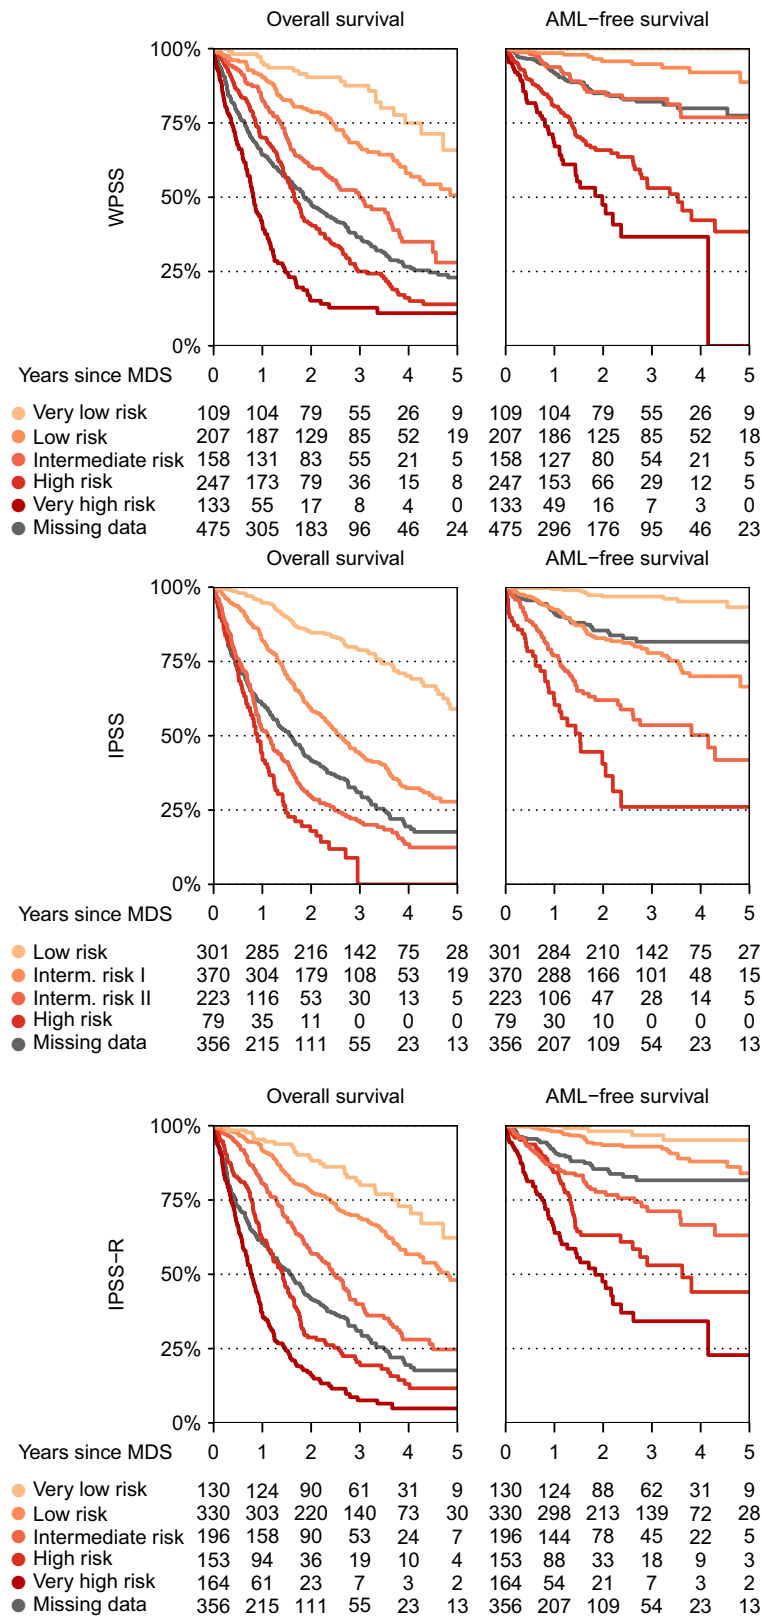 Overall survival AML−free survival
WPSS
100%
75%
50%
25%
0%
Years since MDS 0 1 2 3 4 5 0 1 2 3 4 5
Very low risk 109 104 79 55 26 9 109 104 79 55 26 9
Low risk 207 187 129 85 52 19 207 186 125 85 52 18
Intermediate risk 158 131 83 55 21 5 158 127 80 54 21 5
High risk 247 173 79 36 15 8 247 153 66 29 12 5
Very high risk 133 55 17 8 4 0 133 49 16 7 3 0
Missing data 475 305 183 96 46 24 475 296 176 95 46 23
Overall survival AML−free survival
IPSS
100%
75%
50%
25%
0%
Years since MDS 0 1 2 3 4 5 0 1 2 3 4 5
Low risk 301 285 216 142 75 28 301 284 210 142 75 27
Interm. risk I 370 304 179 108 53 19 370 288 166 101 48 15
Interm. risk II 223 116 53 30 13 5 223 106 47 28 14 5
High risk 79 35 11 0 0 0 79 30 10 0 0 0
Missing data 356 215 111 55 23 13 356 207 109 54 23 13
Overall survival AML−free survival
IPSS−R
100%
75%
50%
25%
0%
Years since MDS 0 1 2 3 4 5 0 1 2 3 4 5
Very low risk 130 124 90 61 31 9 130 124 88 62 31 9
Low risk 330 303 220 140 73 30 330 298 213 139 72 28
Intermediate risk 196 158 90 53 24 7 196 144 78 45 22 5
High risk 153 94 36 19 10 4 153 88 33 18 9 3
Very high risk 164 61 23 7 3 2 164 54 21 7 3 2
Missing data 356 215 111 55 23 13 356 207 109 54 23 13